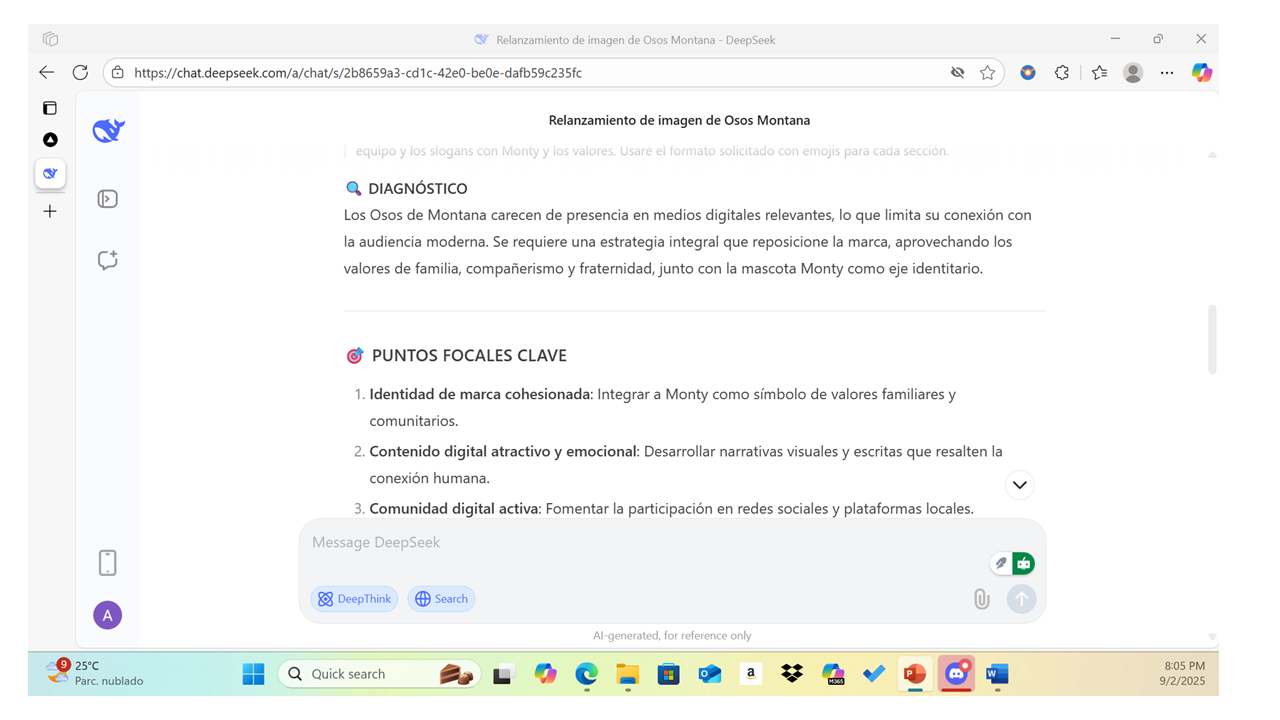 Relanzamiento de imagen de Osos Montana - DeepSeek
https://chat.deepseek.com/a/chat/s/2b8659a3-cd1c-42e0-be0e-dafb59c235fc
Relanzamiento de imagen de Osos Montana
equipo y los slogans con Monty y los valores. Usaré el formato solicitado con emojis para cada sección.
🔍 DIAGNÓSTICO
Los Osos de Montana carecen de presencia en medios digitales relevantes, lo que limita su conexión con
la audiencia moderna. Se requiere una estrategia integral que reposicione la marca, aprovechando los
valores de familia, compañerismo y fraternidad, junto con la mascota Monty como eje identitario.
🎯 PUNTOS FOCALES CLAVE
1. Identidad de marca cohesionada: Integrar a Monty como símbolo de valores familiares y
comunitarios.
2. Contenido digital atractivo y emocional: Desarrollar narrativas visuales y escritas que resalten la
conexión humana.
3. Comunidad digital activa: Fomentar la participación en redes sociales y plataformas locales.
Message DeepSeek
DeepThink
Search
A
AI-generated, for reference only
9
25°C
Parc. nublado
Quick search
a
M365
P
W
8:05 PM
9/2/2025